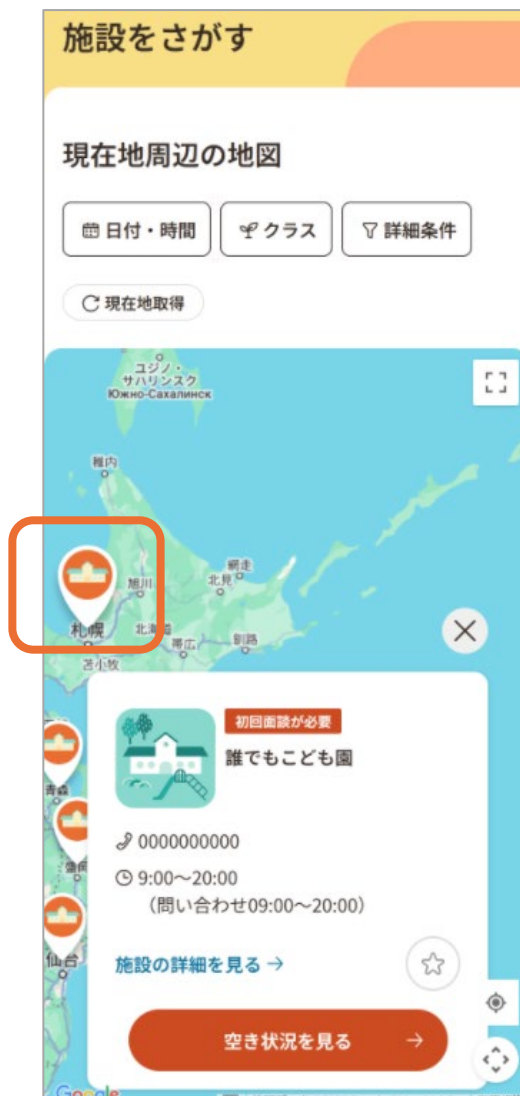 施設をさがす
現在地周辺の地図
日付・時間
クラス
詳細条件
現在地取得
ユジノ・
サハリンスク
Южно-Сахалинск
稚内
網走
旭川
北見
札幌
北海道
帯広
釧路
苫小牧
初回面談が必要
誰でもこども園
青森
0000000000
盛岡
9:00～20:00
（問い合わせ09:00～20:00）
仙台
施設の詳細を見る →
空き状況を見る →
Google